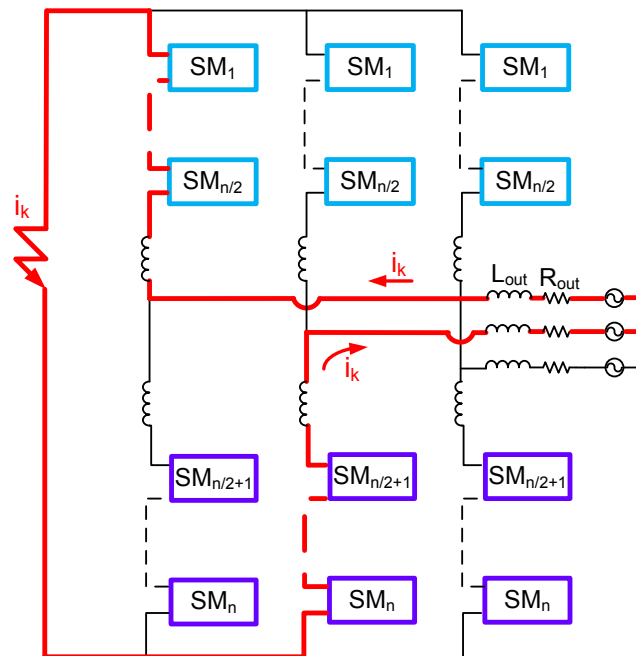 SM₁ SM₁ SM₁
SMₙ/₂ SMₙ/₂ SMₙ/₂
iₖ
iₖ Lₒᵤₜ Rₒᵤₜ
iₖ
SMₙ/₂₊₁ SMₙ/₂₊₁ SMₙ/₂₊₁
SMₙ SMₙ SMₙ